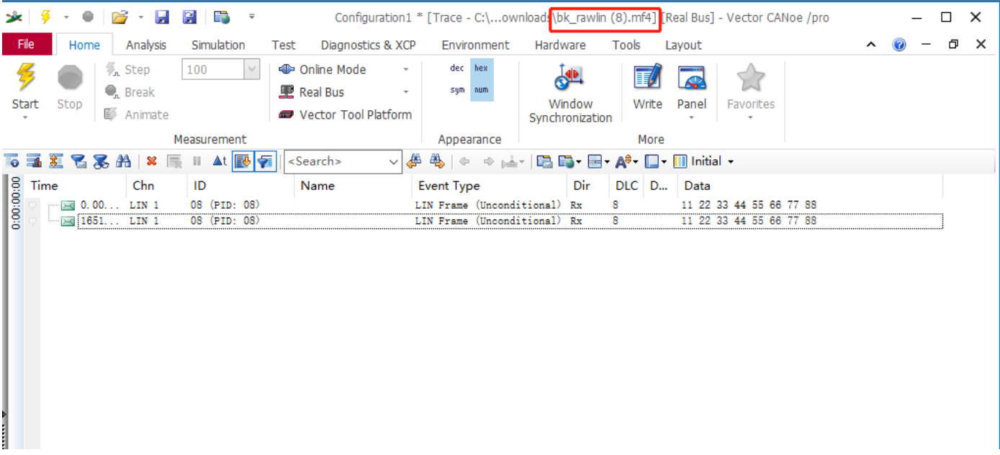 Configuration1 * [Trace - C:\...ownloads\bk_rawlin (8).mf4] [Real Bus] - Vector CANoe /pro
File Home Analysis Simulation Test Diagnostics & XCP Environment Hardware Tools Layout
Step 100 Online Mode dec hex
Break Real Bus sym num
Start Stop Animate Vector Tool Platform Window Synchronization Write Panel Favorites
Measurement Appearance More
<Search> Initial
Time Chn ID Name Event Type Dir DLC D... Data
0.00... LIN 1 08 (PID: 08) LIN Frame (Unconditional) Rx 8 11 22 33 44 55 66 77 88
1651... LIN 1 08 (PID: 08) LIN Frame (Unconditional) Rx 8 11 22 33 44 55 66 77 88
0:00:00:00